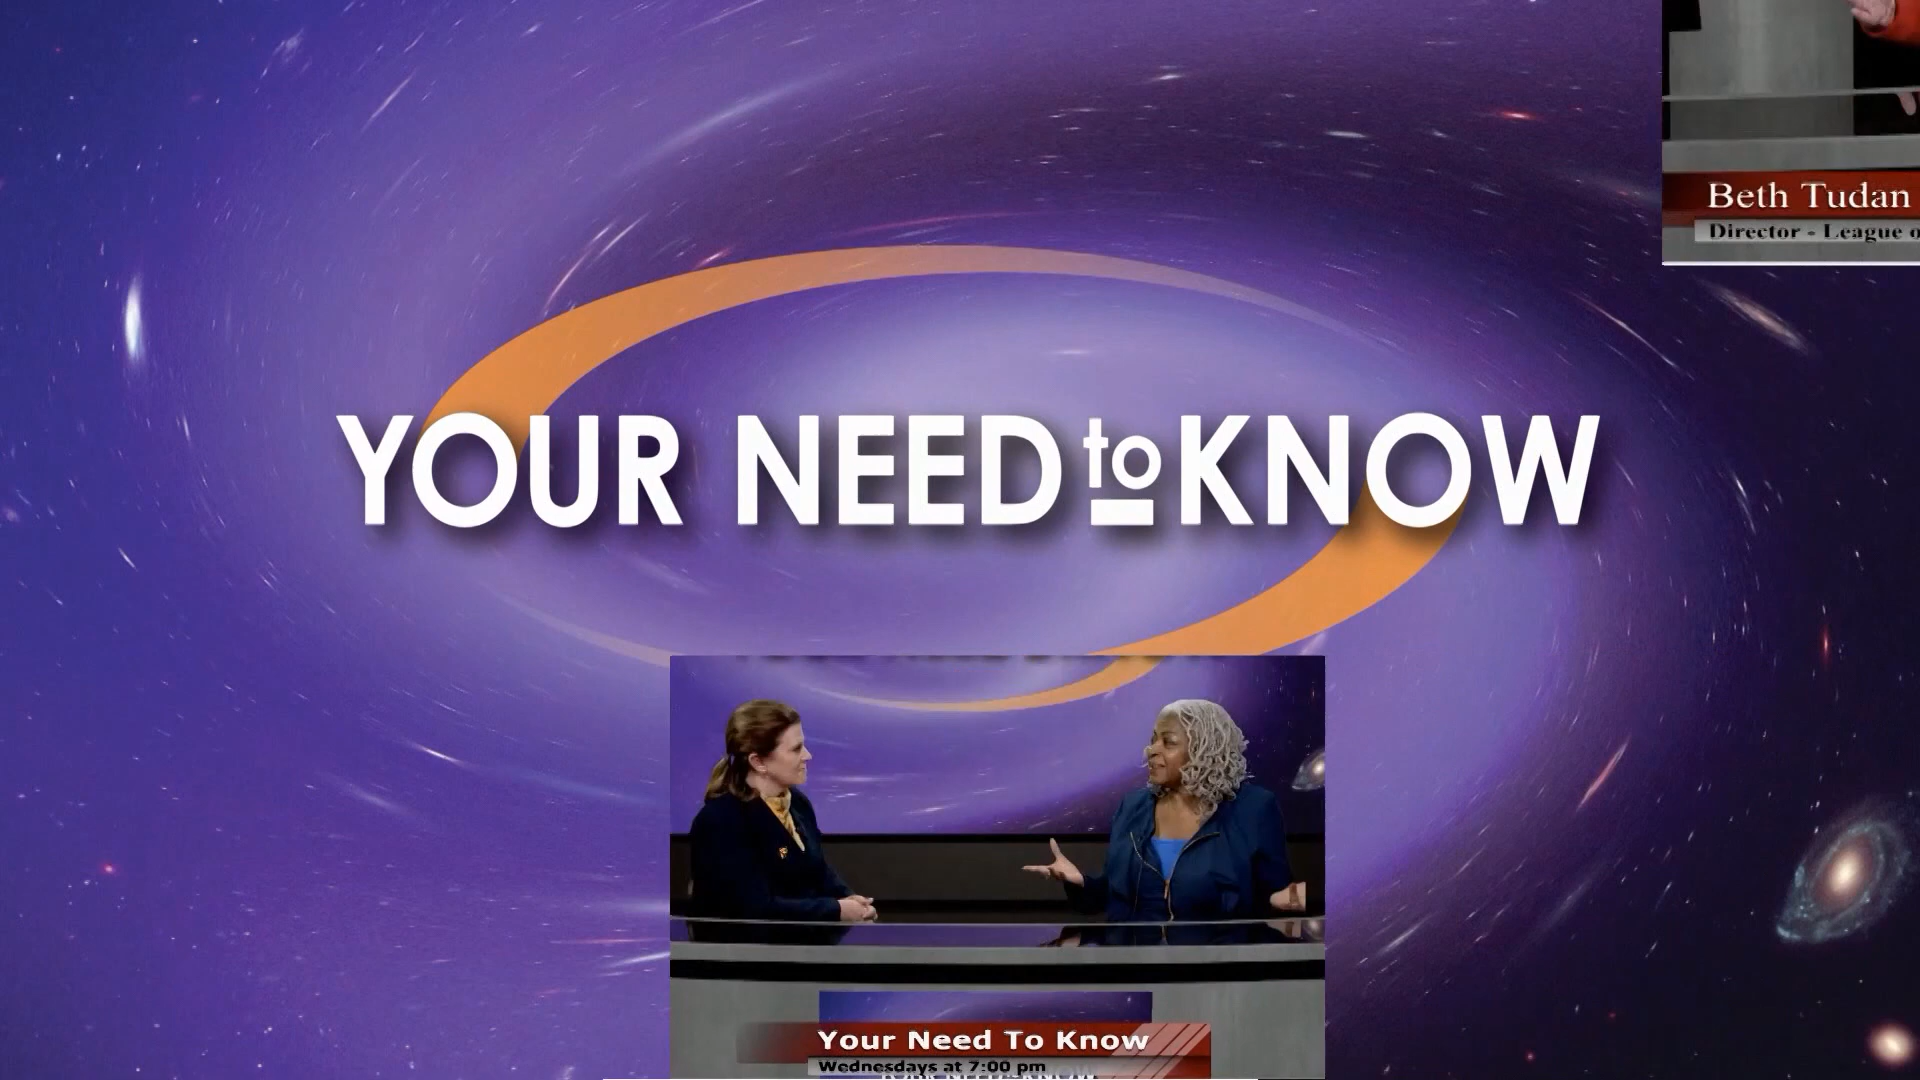 Beth Tudan
Director - League o
YOUR NEED to KNOW
Your Need To Know
Wednesdays at 7:00 pm